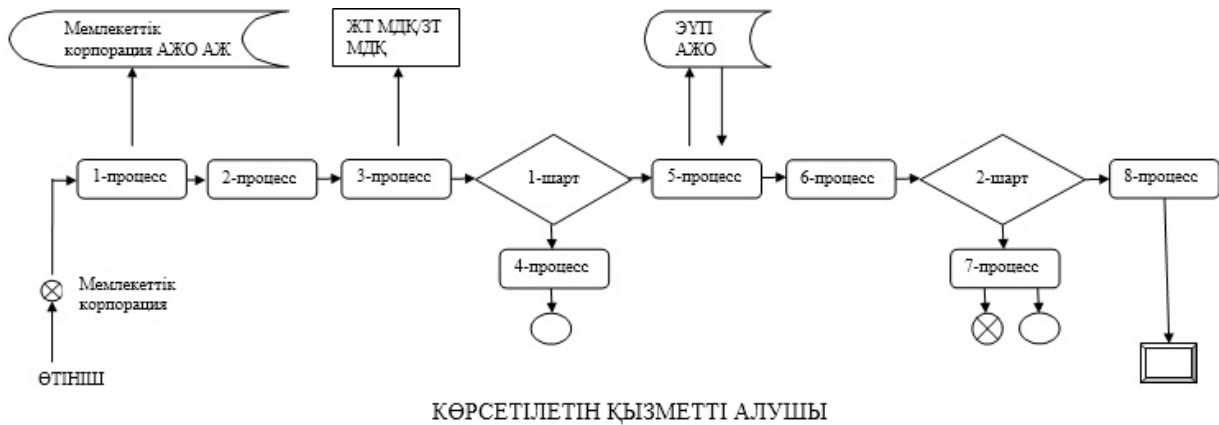 Мемлекеттік
корпорация АЖО АЖ
ЖТ МДҚ/ЗТ
МДҚ
ЭҮП
АЖО
1-процесс
2-процесс
3-процесс
1-шарт
5-процесс
6-процесс
2-шарт
8-процесс
4-процесс
7-процесс
Мемлекеттік
корпорация
ӨТІНІШ
КӨРСЕТІЛЕТІН ҚЫЗМЕТТІ АЛУШЫ